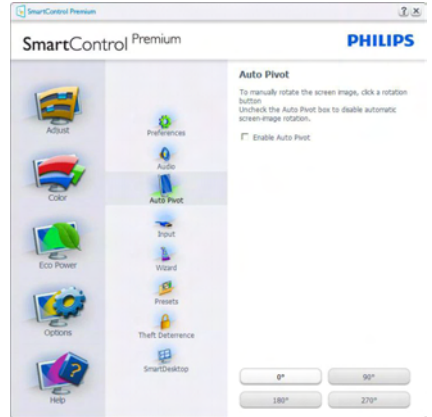 SmartControl Premium
SmartControl Premium
PHILIPS
Adjust
Color
Eco Power
Options
Help
Preferences
Audio
Auto Pivot
Input
Wizard
Presets
Theft Deterrence
SmartDesktop
Auto Pivot
To manually rotate the screen image, click a rotation
button
Uncheck the Auto Pivot box to disable automatic
screen-image rotation.
Enable Auto Pivot
0°
90°
180°
270°